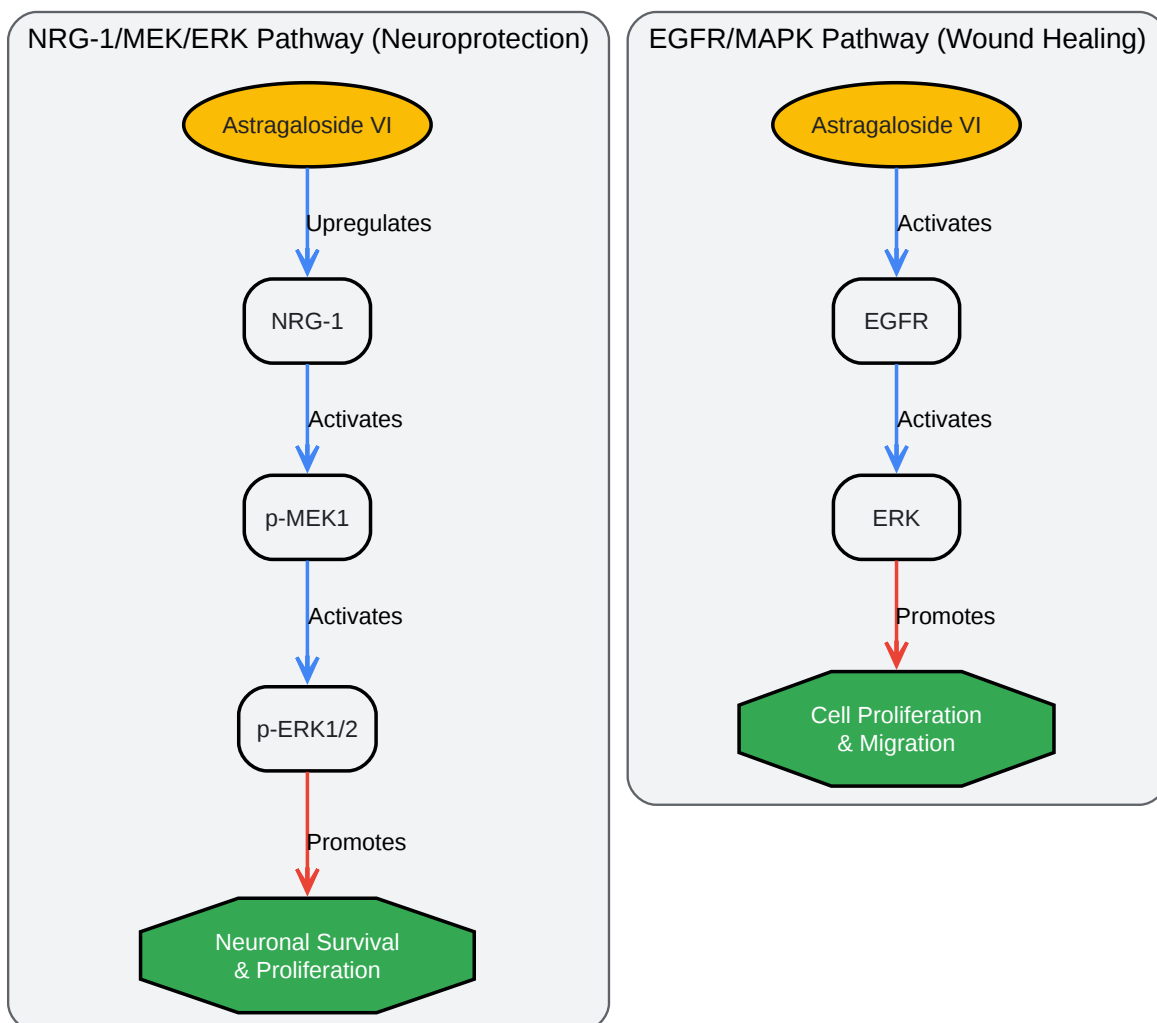 NRG-1/MEK/ERK Pathway (Neuroprotection)
Astragaloside VI
Upregulates
NRG-1
Activates
p-MEK1
Activates
p-ERK1/2
Promotes
Neuronal Survival
& Proliferation
EGFR/MAPK Pathway (Wound Healing)
Astragaloside VI
Activates
EGFR
Activates
ERK
Promotes
Cell Proliferation
& Migration